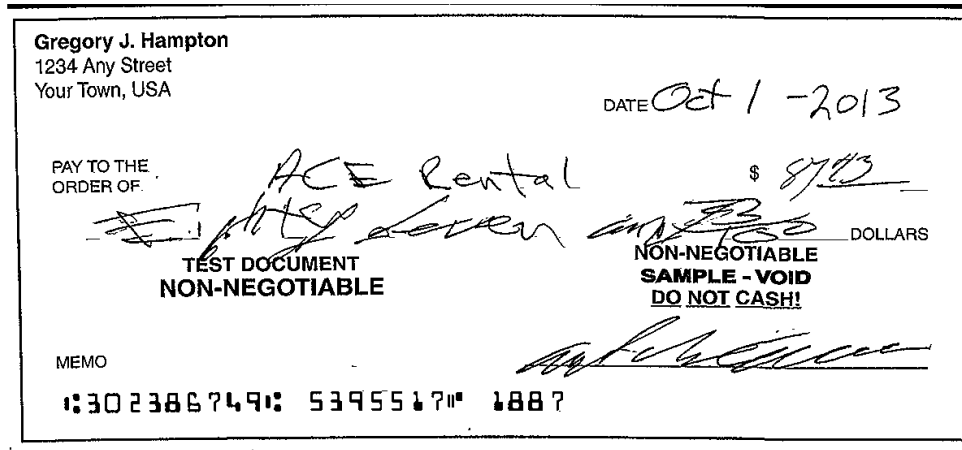 Gregory J. Hampton
1234 Any Street
Your Town, USA
DATE Oct 1 - 2013
PAY TO THE
ORDER OF ACE Rental $ 87 23
Eighty Seven and 23/100 DOLLARS
TEST DOCUMENT
NON-NEGOTIABLE
NON-NEGOTIABLE
SAMPLE - VOID
DO NOT CASH!
MEMO
⑆302386749⑆ 5395517⑈ 1887